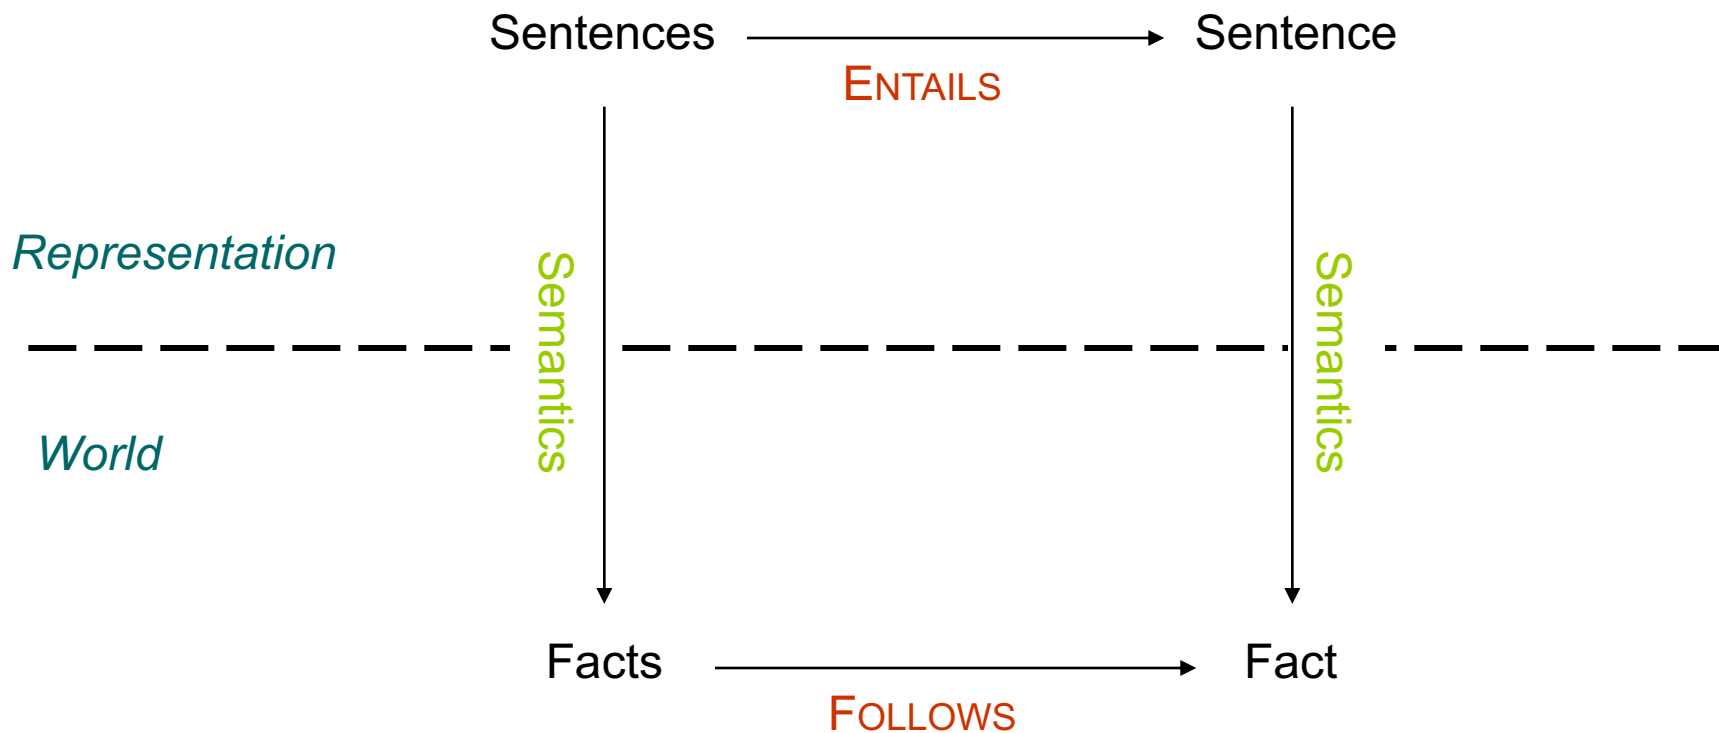 Sentences
Sentence
ENTAILS
Representation
Semantics
Semantics
World
Facts
Fact
FOLLOWS